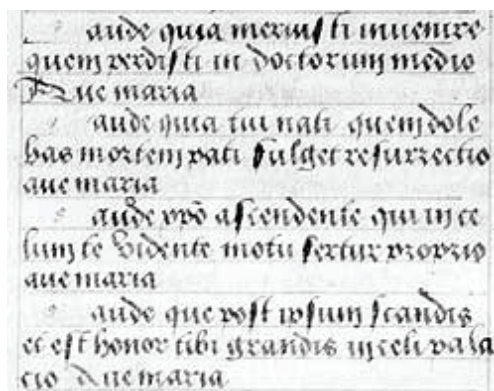 aude quia meruisti inuenire
quem perdisti in doctorum medio
Aue maria
aude quia tui nati quem dole
bas mortem pati fulget resurrectio
aue maria
aude xpo ascendente qui in ce
lum te vidente motu fertur proprio
aue maria
aude que post ipsum scandis
et est honor tibi grandis in celi pala
cio Aue maria